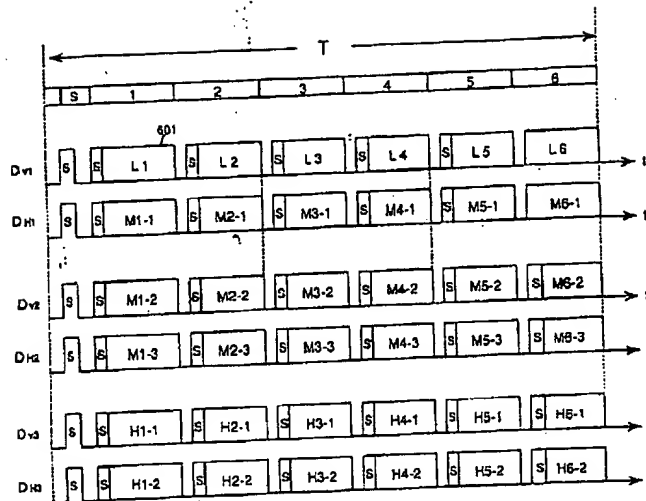 T
S 1 2 3 4 5 6
601
DV1 S S L1 S L2 S L3 S L4 S L5 L6 t
DH1 S S M1-1 S M2-1 S M3-1 S M4-1 S M5-1 M6-1 t
DV2 S S M1-2 S M2-2 S M3-2 S M4-2 S M5-2 S M6-2
DH2 S S M1-3 S M2-3 S M3-3 S M4-3 S M5-3 S M6-3
DV3 S S H1-1 S H2-1 S H3-1 S H4-1 S H5-1 S H6-1
DH3 S S H1-2 S H2-2 S H3-2 S H4-2 S H5-2 S H6-2